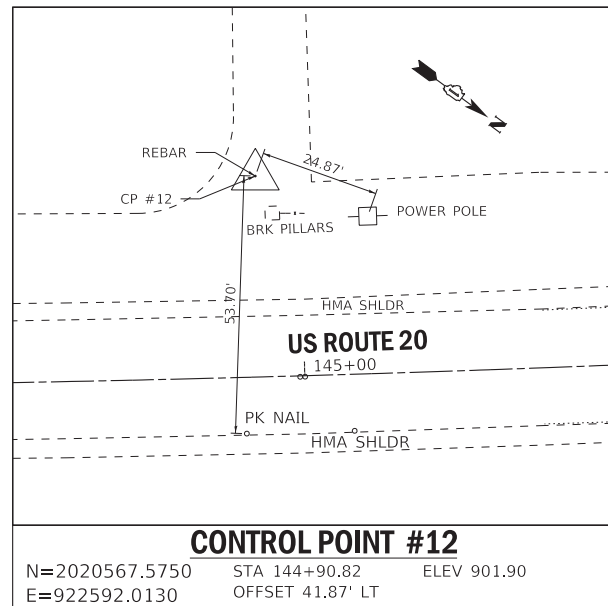 N
24.87'
REBAR
CP #12
BRK PILLARS
POWER POLE
53.70'
HMA SHLDR
US ROUTE 20
145+00
PK NAIL
HMA SHLDR
CONTROL POINT #12
N=2020567.5750 STA 144+90.82 ELEV 901.90
E=922592.0130 OFFSET 41.87' LT